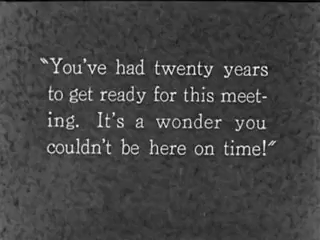 "You've had twenty years
to get ready for this meet-
ing. It's a wonder you
couldn't be here on time!"